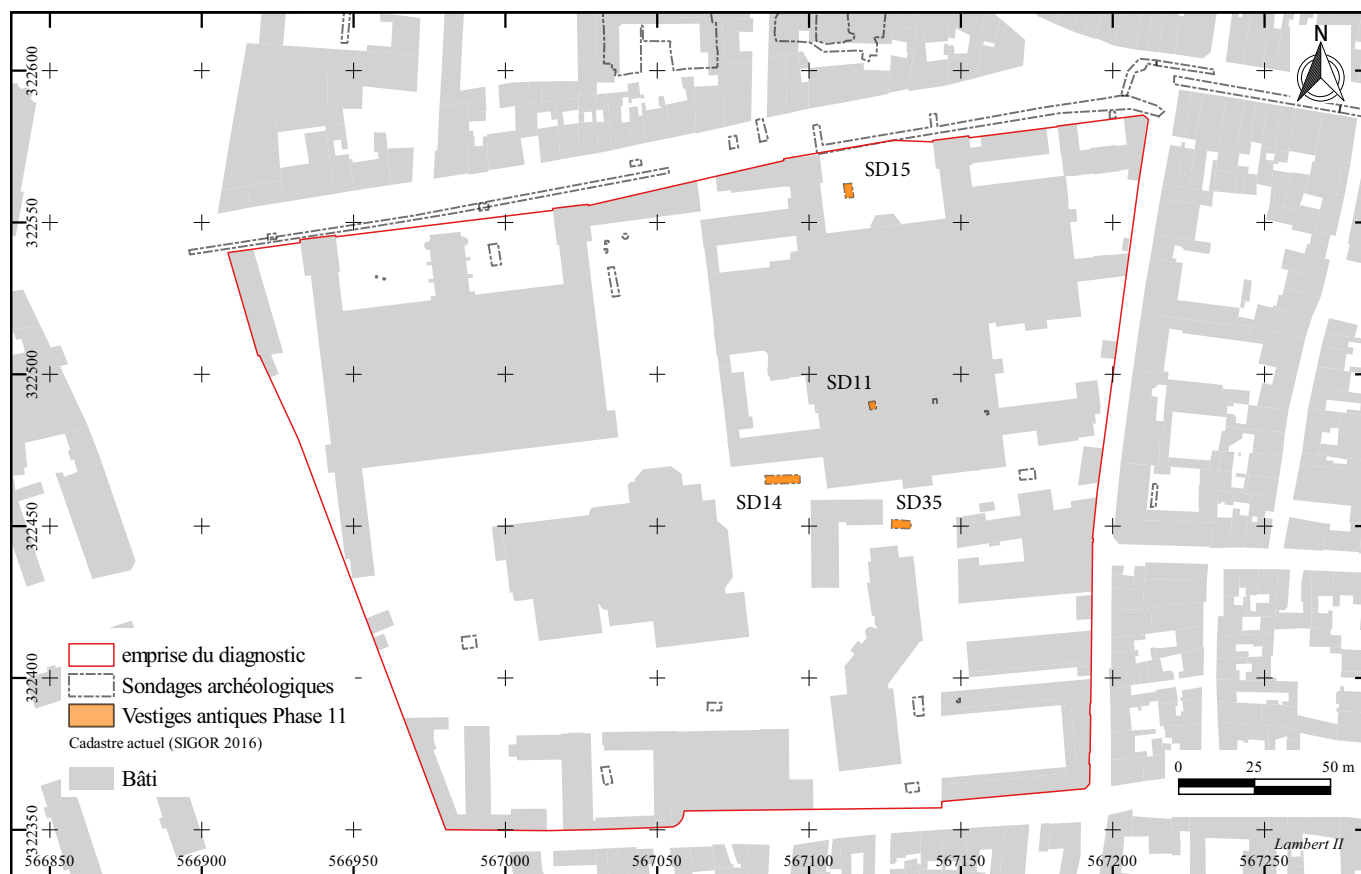 N
322600
322550
322500
322450
322400
322350
SD15
SD11
SD14
SD35
emprise du diagnostic
Sondages archéologiques
Vestiges antiques Phase 11
Cadastre actuel (SIGOR 2016)
Bâti
0 25 50 m
Lambert II
566850 566900 566950 567000 567050 567100 567150 567200 567250